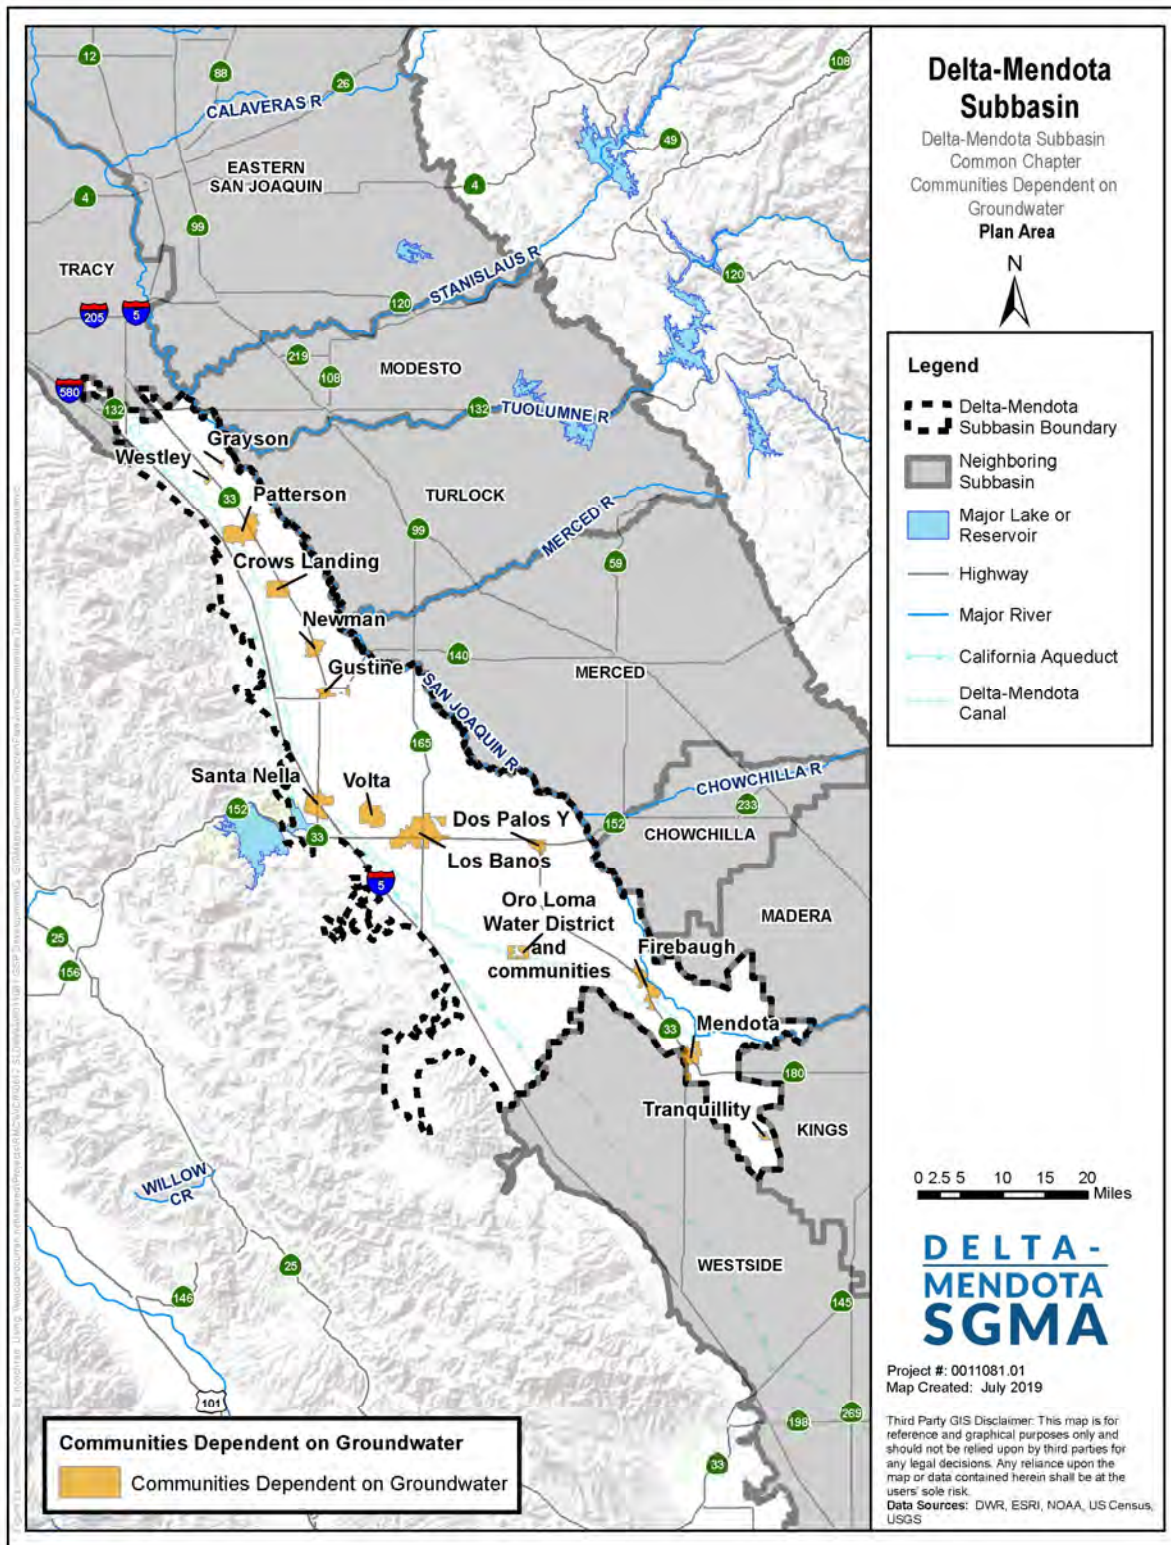 Delta-Mendota
Subbasin
Delta-Mendota Subbasin
Common Chapter
Communities Dependent on
Groundwater
Plan Area
N
Legend
Delta-Mendota
Subbasin Boundary
Neighboring
Subbasin
Major Lake or
Reservoir
Highway
Major River
California Aqueduct
Delta-Mendota
Canal
0 2.5 5 10 15 20
Miles
DELTA-
MENDOTA
SGMA
Project #: 0011081.01
Map Created: July 2019
Third Party GIS Disclaimer: This map is for
reference and graphical purposes only and
should not be relied upon by third parties for
any legal decisions. Any reliance upon the
map or data contained herein shall be at the
users' sole risk.
Data Sources: DWR, ESRI, NOAA, US Census,
USGS
12
88
26
108
CALAVERAS R
49
EASTERN
SAN JOAQUIN
4
4
99
TRACY
STANISLAUS R
120
205
5
120
219
MODESTO
108
580
132
132
TUOLUMNE R
Grayson
Westley
33
Patterson
TURLOCK
99
MERCED R
59
Crows Landing
Newman
140
Gustine
MERCED
SAN JOAQUIN R
165
Santa Nella
Volta
CHOWCHILLA R
152
233
Dos Palos Y
152
33
CHOWCHILLA
Los Banos
5
Oro Loma
Water District
and
communities
MADERA
25
Firebaugh
156
33
Mendota
180
Tranquillity
KINGS
WILLOW
CR
25
WESTSIDE
146
145
101
198
269
33
Communities Dependent on Groundwater
Communities Dependent on Groundwater